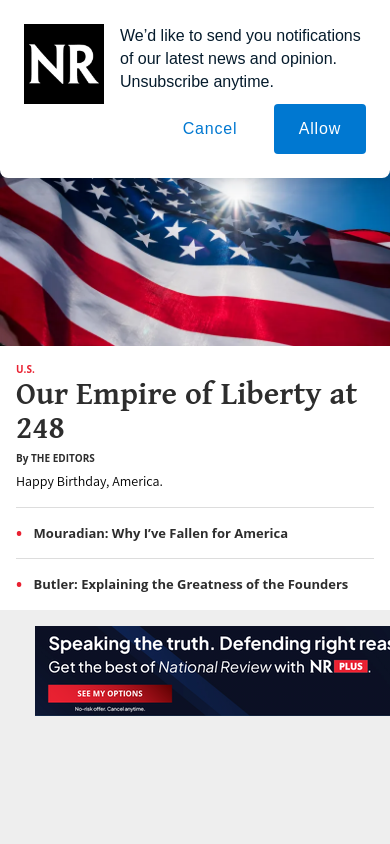 NR
We’d like to send you notifications
of our latest news and opinion.
Unsubscribe anytime.
Cancel
Allow
U.S.
Our Empire of Liberty at
248
By THE EDITORS
Happy Birthday, America.
• Mouradian: Why I’ve Fallen for America
• Butler: Explaining the Greatness of the Founders
Speaking the truth. Defending right reas
Get the best of National Review with NR PLUS.
SEE MY OPTIONS
No-risk offer. Cancel anytime.